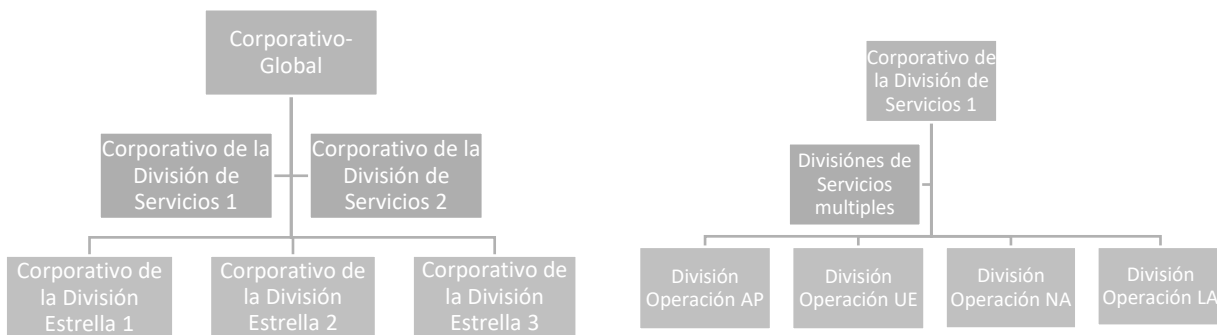 Corporativo-
Global
Corporativo de la
División de
Servicios 1
Corporativo de la
División de
Servicios 2
Corporativo de
la División
Estrella 1
Corporativo de
la División
Estrella 2
Corporativo de
la División
Estrella 3
Corporativo de
la División de
Servicios 1
Divisiónes de
Servicios
multiples
División
Operación AP
División
Operación UE
División
Operación NA
División
Operación LA